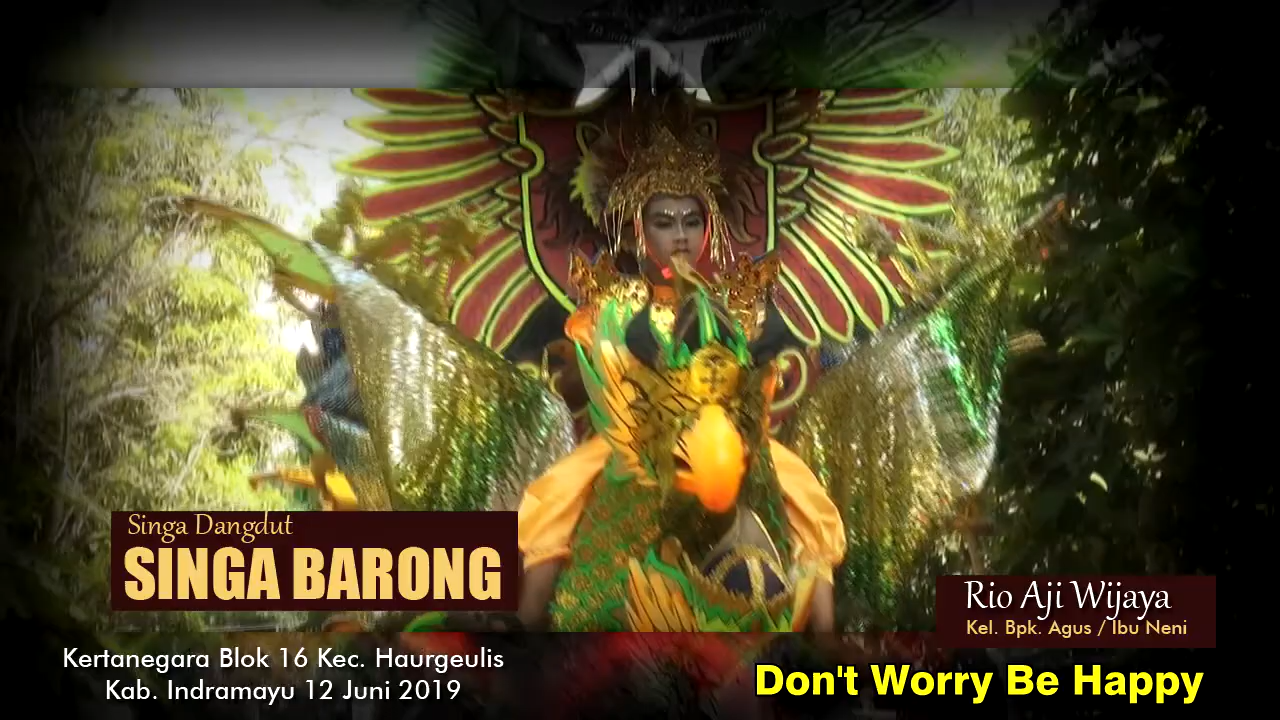 Singa Dangdut
SINGA BARONG
Rio Aji Wijaya
Kel. Bpk. Agus / Ibu Neni
Kertanegara Blok 16 Kec. Haurgeulis
Kab. Indramayu 12 Juni 2019
Don't Worry Be Happy